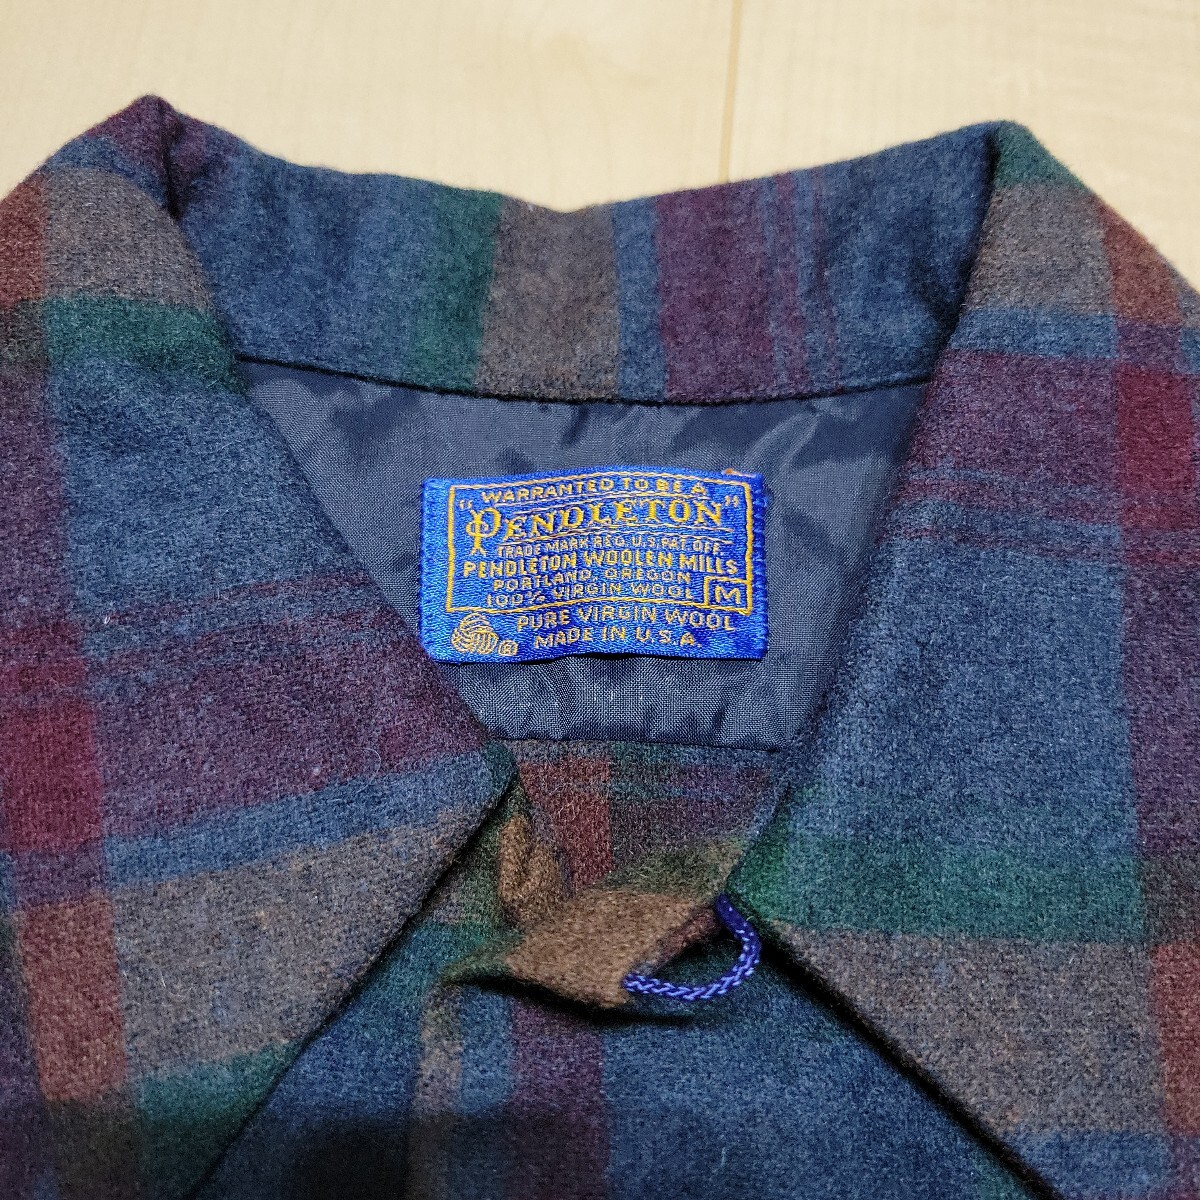 WARRANTED TO BE A
"PENDLETON"
TRADE MARK REG. U.S. PAT. OFF.
PENDLETON WOOLEN MILLS
PORTLAND, OREGON
100% VIRGIN WOOL M
PURE VIRGIN WOOL
® MADE IN U.S.A.